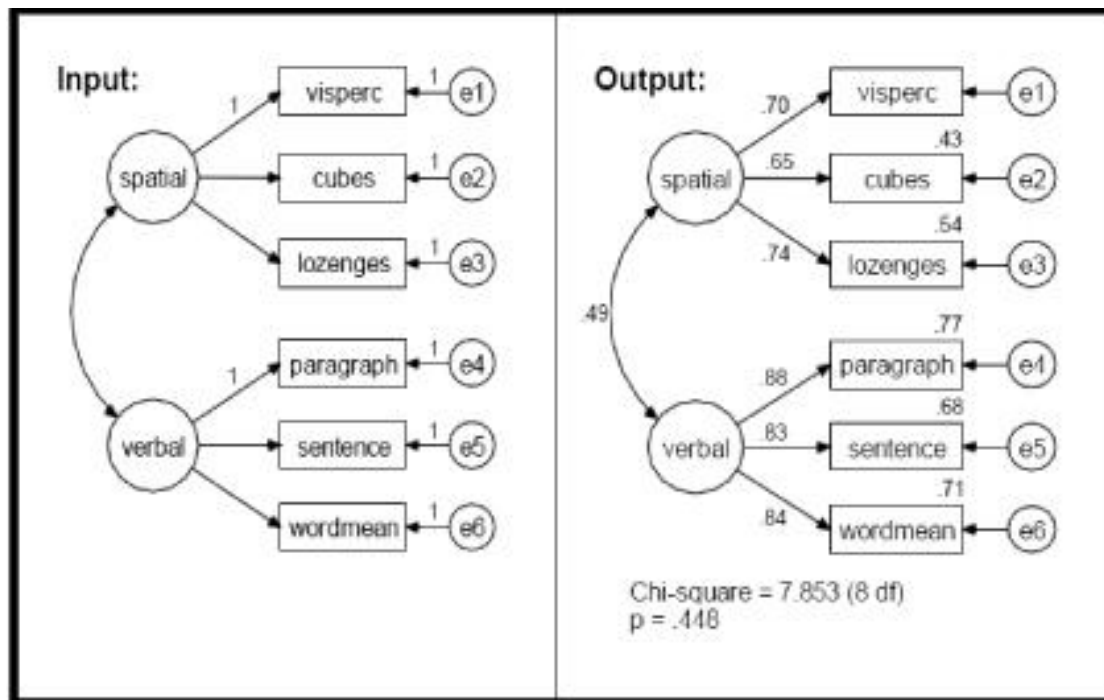 Input:
1
visperc
1
e1
spatial
cubes
1
e2
lozenges
1
e3
1
paragraph
1
e4
verbal
sentence
1
e5
wordmean
1
e6
Output:
.70
visperc
e1
.43
spatial
.65
cubes
e2
.54
.74
lozenges
e3
.49
.77
.88
paragraph
e4
.68
verbal
.83
sentence
e5
.71
.84
wordmean
e6
Chi-square = 7.853 (8 df)
p = .448